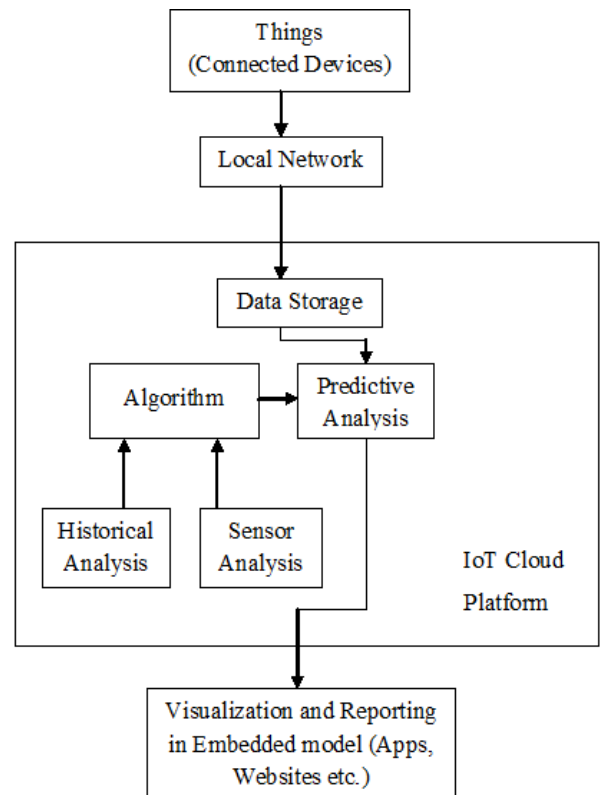 Things
(Connected Devices)
Local Network
Data Storage
Algorithm
Predictive
Analysis
Historical
Analysis
Sensor
Analysis
IoT Cloud
Platform
Visualization and Reporting
in Embedded model (Apps,
Websites etc.)